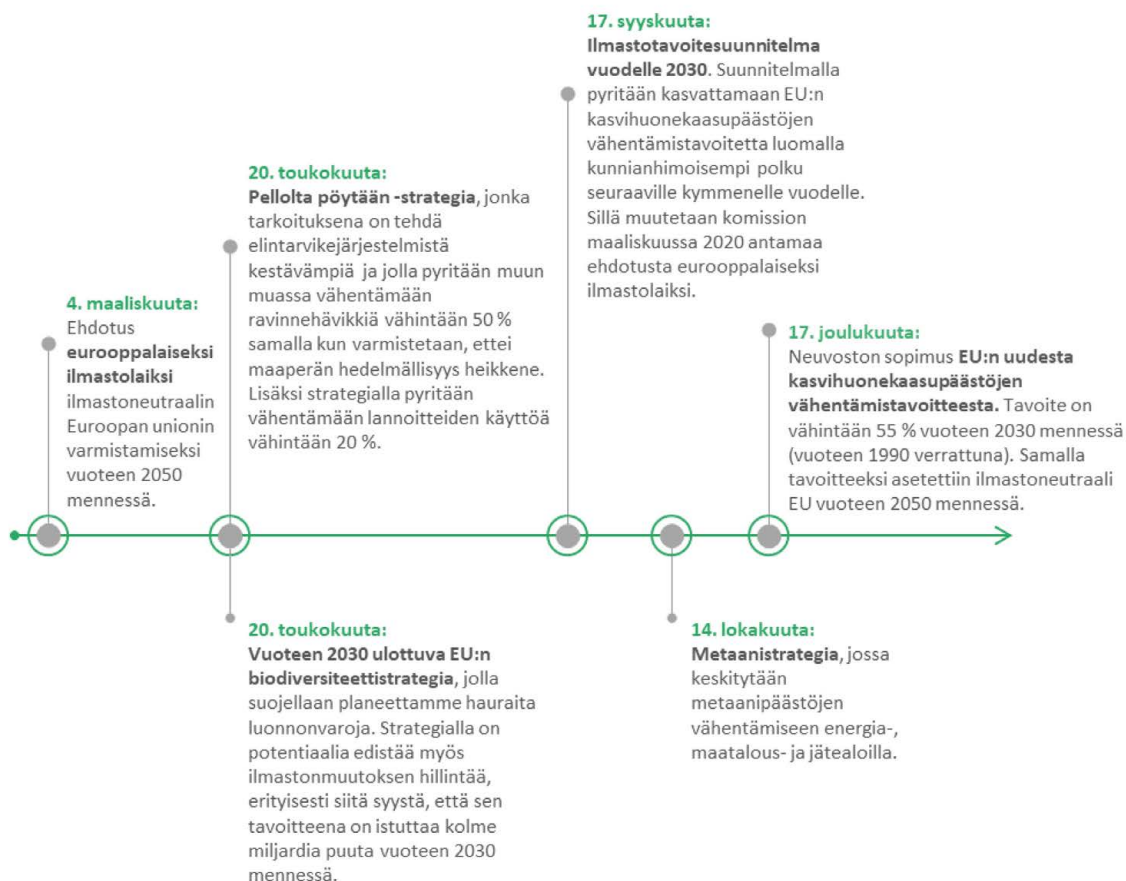 17. syyskuuta:
Ilmastotavoitesuunnitelma
vuodelle 2030. Suunnitelmalla
pyritään kasvattamaan EU:n
kasvihuonekaasupäästöjen
vähentämistavoitetta luomalla
kunnianhimoisempi polku
seuraaville kymmenelle vuodelle.
Sillä muutetaan komission
maaliskuussa 2020 antamaa
ehdotusta eurooppalaiseksi
ilmastolaiksi.
20. toukokuuta:
Pellolta pöytään -strategia, jonka
tarkoituksena on tehdä
elintarvikejärjestelmistä
kestävämpiä ja jolla pyritään muun
muassa vähentämään
ravinnehävikkiä vähintään 50 %
samalla kun varmistetaan, ettei
maaperän hedelmällisyys heikkene.
Lisäksi strategialla pyritään
vähentämään lannoitteiden käyttöä
vähintään 20 %.
4. maaliskuuta:
Ehdotus
eurooppalaiseksi
ilmastolaiksi
ilmastoneutraalin
Euroopan unionin
varmistamiseksi
vuoteen 2050
mennessä.
17. joulukuuta:
Neuvoston sopimus EU:n uudesta
kasvihuonekaasupäästöjen
vähentämistavoitteesta. Tavoite on
vähintään 55 % vuoteen 2030 mennessä
(vuoteen 1990 verrattuna). Samalla
tavoitteeksi asetettiin ilmastoneutraali
EU vuoteen 2050 mennessä.
20. toukokuuta:
Vuoteen 2030 ulottuva EU:n
biodiversiteettistrategia, jolla
suojellaan planeettamme hauraita
luonnonvaroja. Strategialla on
potentiaalia edistää myös
ilmastonmuutoksen hillintää,
erityisesti siitä syystä, että sen
tavoitteena on istuttaa kolme
miljardia puuta vuoteen 2030
mennessä.
14. lokakuuta:
Metaanistrategia, jossa
keskitytään
metaanipäästöjen
vähentämiseen energia-,
maatalous- ja jätealoilla.